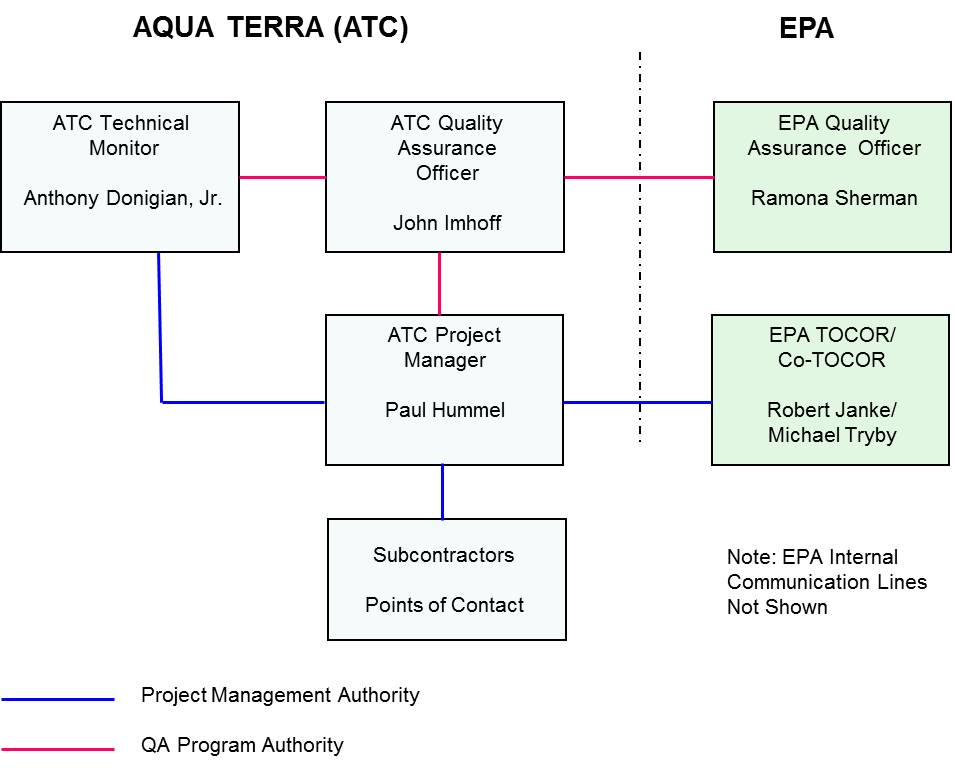 AQUA TERRA (ATC)
EPA
ATC Technical
Monitor
Anthony Donigian, Jr.
ATC Quality
Assurance
Officer
John Imhoff
EPA Quality
Assurance Officer
Ramona Sherman
ATC Project
Manager
Paul Hummel
EPA TOCOR/
Co-TOCOR
Robert Janke/
Michael Tryby
Subcontractors
Points of Contact
Note: EPA Internal
Communication Lines
Not Shown
Project Management Authority
QA Program Authority